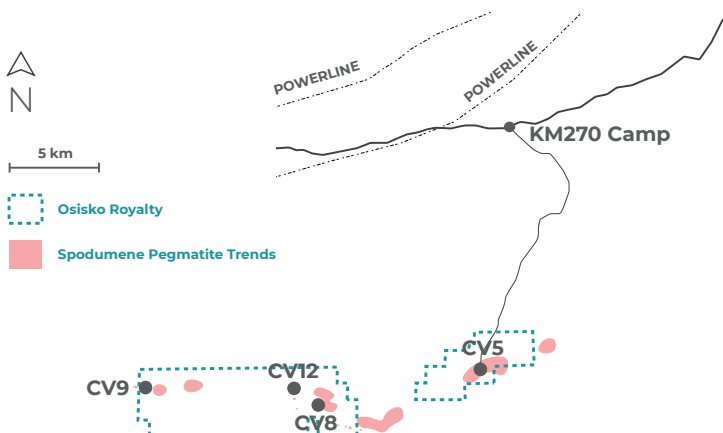 POWERLINE
POWERLINE
N
KM270 Camp
5 km
Osisko Royalty
Spodumene Pegmatite Trends
CV5
CV12
CV9
CV8